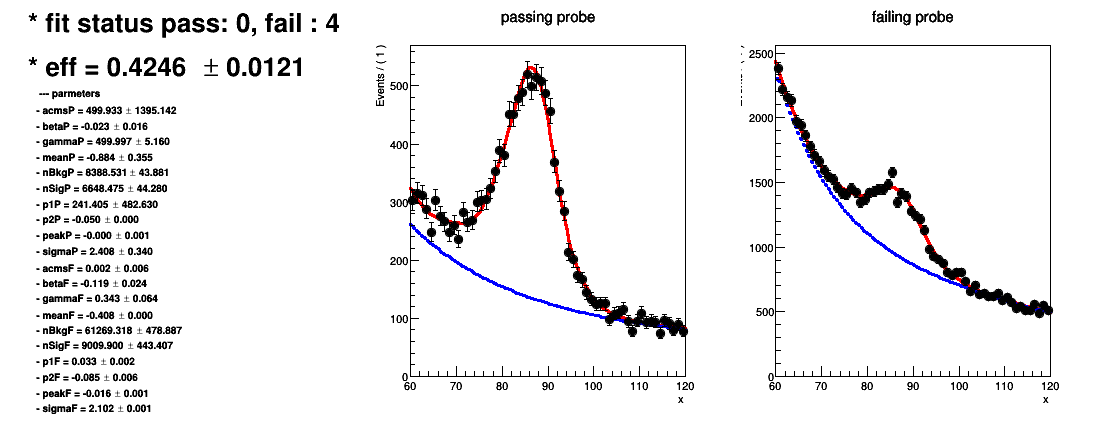 * fit status pass: 0, fail : 4
* eff = 0.4246 ± 0.0121
--- parmeters
- acmsP = 499.933 ± 1395.142
- betaP = -0.023 ± 0.016
- gammaP = 499.997 ± 5.160
- meanP = -0.884 ± 0.355
- nBkgP = 8388.531 ± 43.881
- nSigP = 6648.475 ± 44.280
- p1P = 241.405 ± 482.630
- p2P = -0.050 ± 0.000
- peakP = -0.000 ± 0.001
- sigmaP = 2.408 ± 0.340
- acmsF = 0.002 ± 0.006
- betaF = -0.119 ± 0.024
- gammaF = 0.343 ± 0.064
- meanF = -0.408 ± 0.000
- nBkgF = 61269.318 ± 478.887
- nSigF = 9009.900 ± 443.407
- p1F = 0.033 ± 0.002
- p2F = -0.085 ± 0.006
- peakF = -0.016 ± 0.001
- sigmaF = 2.102 ± 0.001
passing probe
Events / ( 1 )
500
400
300
200
100
0
60 70 80 90 100 110 120
x
failing probe
2500
2000
1500
1000
500
0
60 70 80 90 100 110 120
x